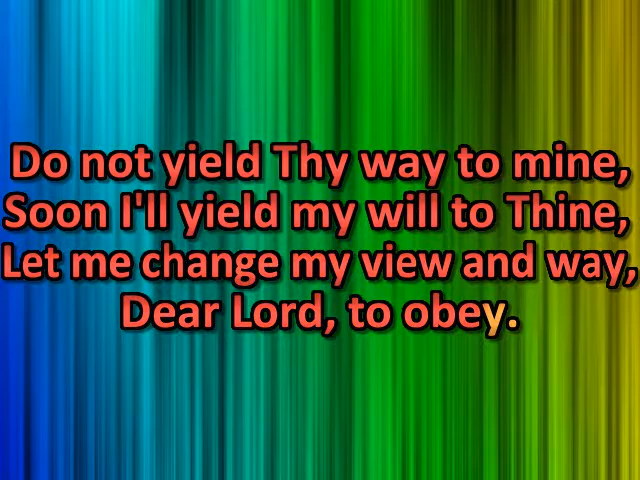 Do not yield Thy way to mine,
Soon I'll yield my will to Thine,
Let me change my view and way,
Dear Lord, to obey.